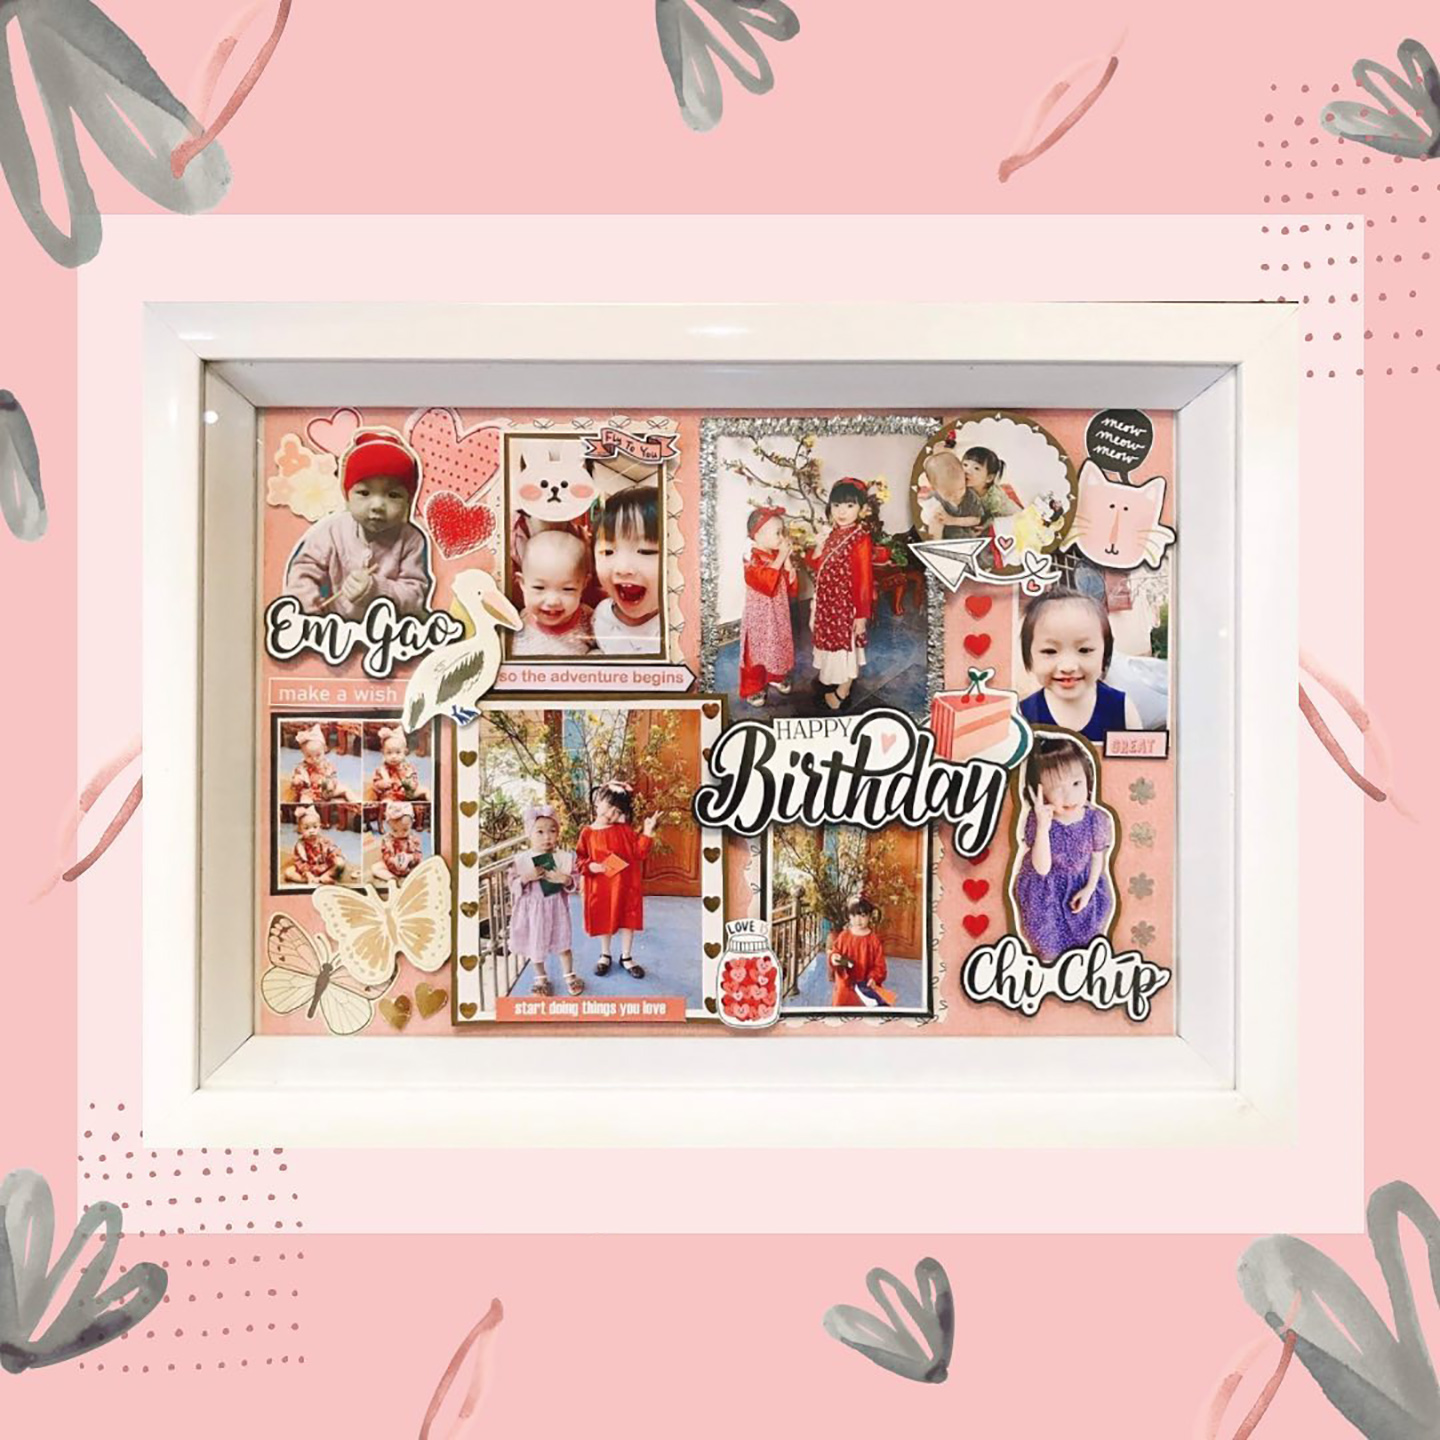 Fly To You
meow
meow
meow
Em Gạo
so the adventure begins
make a wish
HAPPY
Birthday
GREAT
LOVE
start doing things you love
Chị Chíp